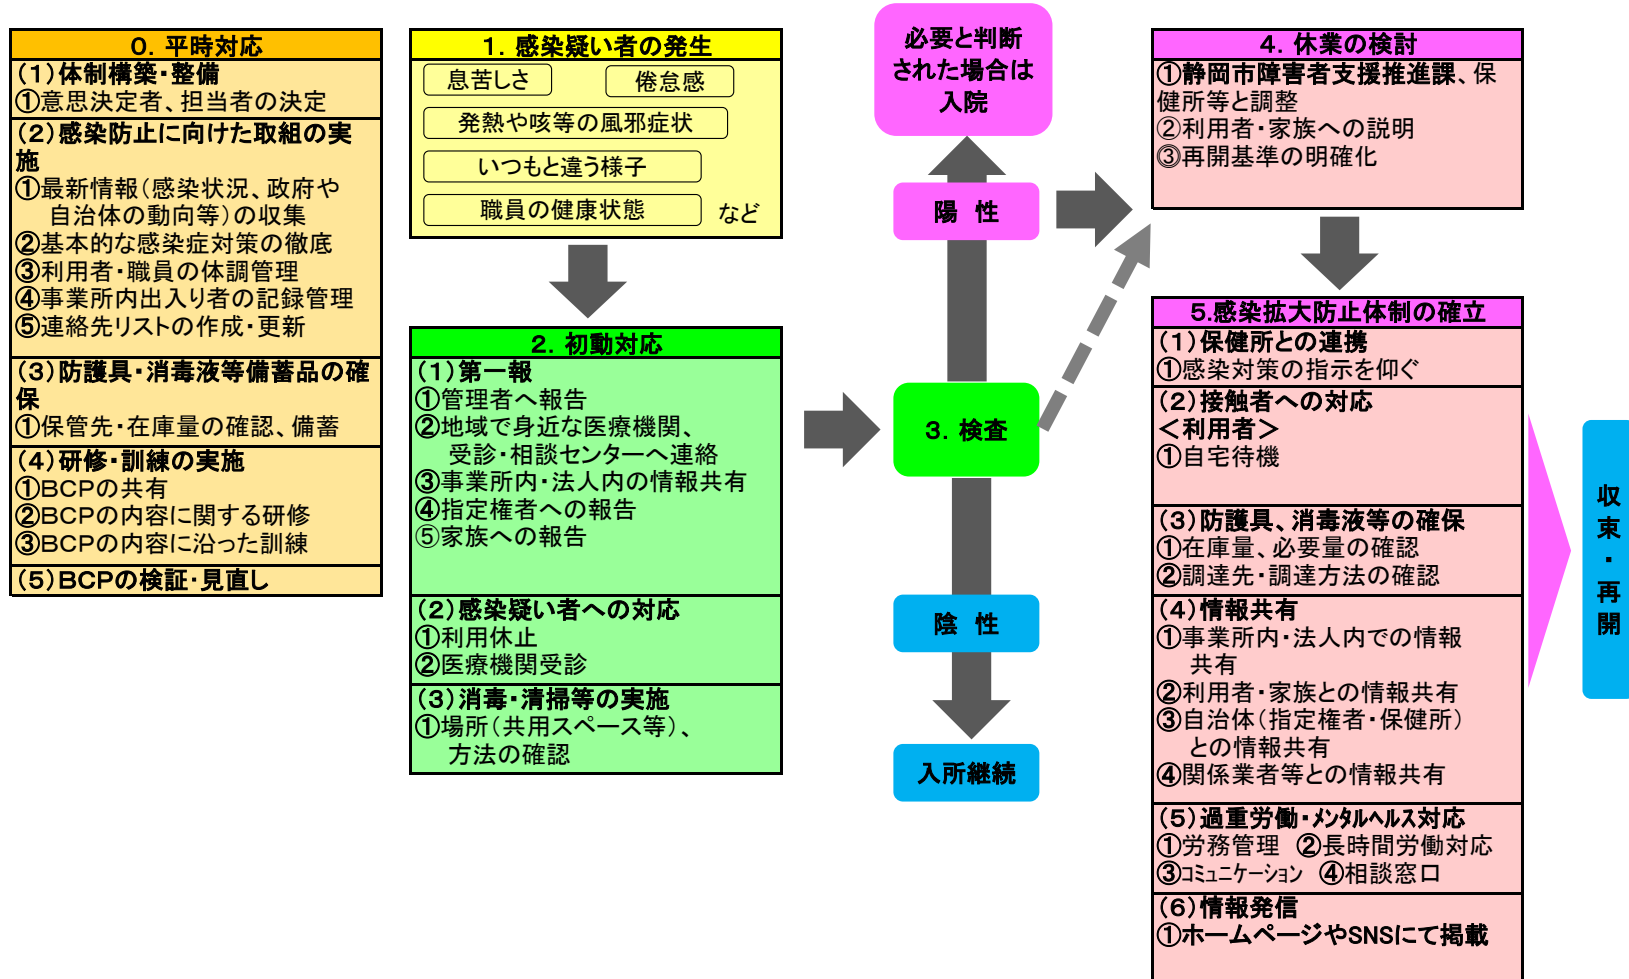 ０．平時対応
（１）体制構築・整備
①意思決定者、担当者の決定
（２）感染防止に向けた取組の実
施
①最新情報（感染状況、政府や
自治体の動向等）の収集
②基本的な感染症対策の徹底
③利用者・職員の体調管理
④事業所内出入り者の記録管理
⑤連絡先リストの作成・更新
（３）防護具・消毒液等備蓄品の確
保
①保管先・在庫量の確認、備蓄
（４）研修・訓練の実施
①BCPの共有
②BCPの内容に関する研修
③BCPの内容に沿った訓練
（５）BCPの検証・見直し
１．感染疑い者の発生
息苦しさ
倦怠感
発熱や咳等の風邪症状
いつもと違う様子
職員の健康状態
など
２．初動対応
（１）第一報
①管理者へ報告
②地域で身近な医療機関、
受診・相談センターへ連絡
③事業所内・法人内の情報共有
④指定権者への報告
⑤家族への報告
（２）感染疑い者への対応
①利用休止
②医療機関受診
（３）消毒・清掃等の実施
①場所（共用スペース等）、
方法の確認
必要と判断
された場合は
入院
陽 性
３．検査
陰 性
入所継続
４．休業の検討
①静岡市障害者支援推進課、保
健所等と調整
②利用者・家族への説明
③再開基準の明確化
５.感染拡大防止体制の確立
（１）保健所との連携
①感染対策の指示を仰ぐ
（２）接触者への対応
＜利用者＞
①自宅待機
（３）防護具、消毒液等の確保
①在庫量、必要量の確認
②調達先・調達方法の確認
（４）情報共有
①事業所内・法人内での情報
共有
②利用者・家族との情報共有
③自治体（指定権者・保健所）
との情報共有
④関係業者等との情報共有
（５）過重労働・メンタルヘルス対応
①労務管理 ②長時間労働対応
③コミュニケーション ④相談窓口
（６）情報発信
①ホームページやSNSにて掲載
収束・再開